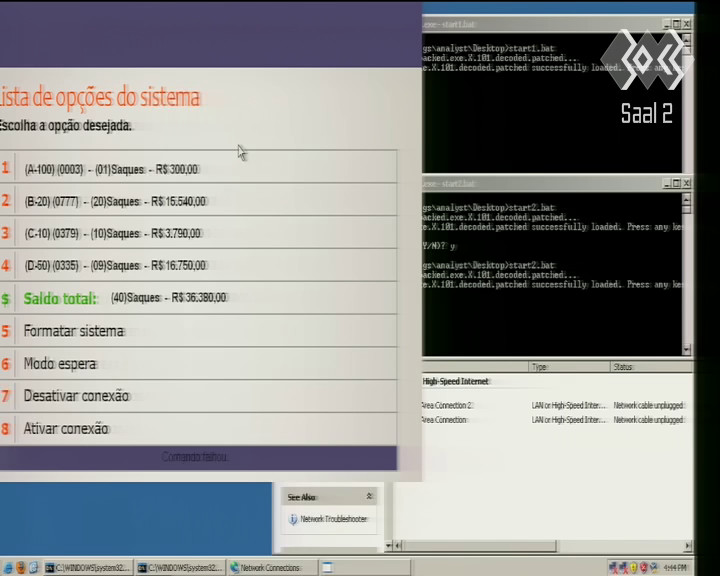 Lista de opções do sistema
Escolha a opção desejada.
1 (A-100) (0003) - (01)Saques - R$ 300,00
2 (B-20) (0777) - (20)Saques - R$ 15.540,00
3 (C-10) (0379) - (10)Saques - R$ 3.790,00
4 (D-50) (0335) - (09)Saques - R$ 16.750,00
$ Saldo total: (40)Saques - R$ 36.380,00
5 Formatar sistema
6 Modo espera
7 Desativar conexão
8 Ativar conexão
Comando falhou.
.exe - start1.bat
gs\analyst\Desktop>start1.bat
acked.exe.X.decoded.patched...
e.X.101.decoded.patched successfully loaded. Press any ke
Saal 2
.exe - start2.bat
gs\analyst\Desktop>start2.bat
acked.exe.X.101.decoded.patched...
e.X.101.decoded.patched successfully loaded. Press any ke
Y/N)? y
gs\analyst\Desktop>start2.bat
acked.exe.X.101.decoded.patched...
e.X.101.decoded.patched successfully loaded. Press any ke
Type Status
High-Speed Internet
Area Connection 2 LAN or High-Speed Inter... Network cable unplugged
Area Connection LAN or High-Speed Inter... Network cable unplugged
See Also
Network Troubleshooter
C:\WINDOWS\system32... C:\WINDOWS\system32... Network Connections 4:44 PM